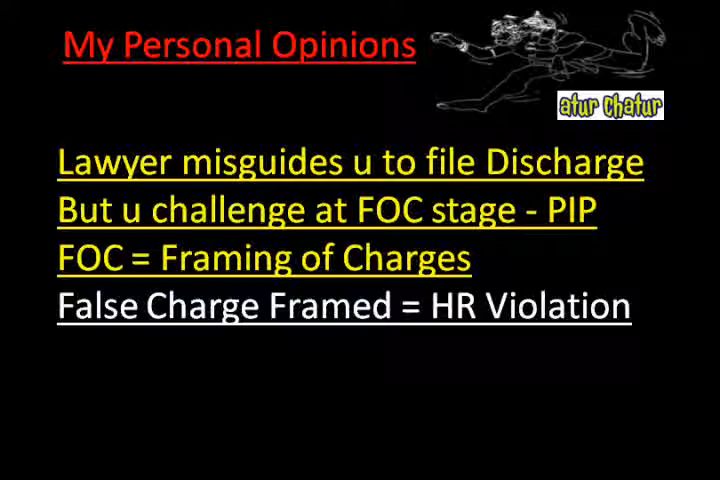 My Personal Opinions
atur chatur
Lawyer misguides u to file Discharge
But u challenge at FOC stage - PIP
FOC = Framing of Charges
False Charge Framed = HR Violation